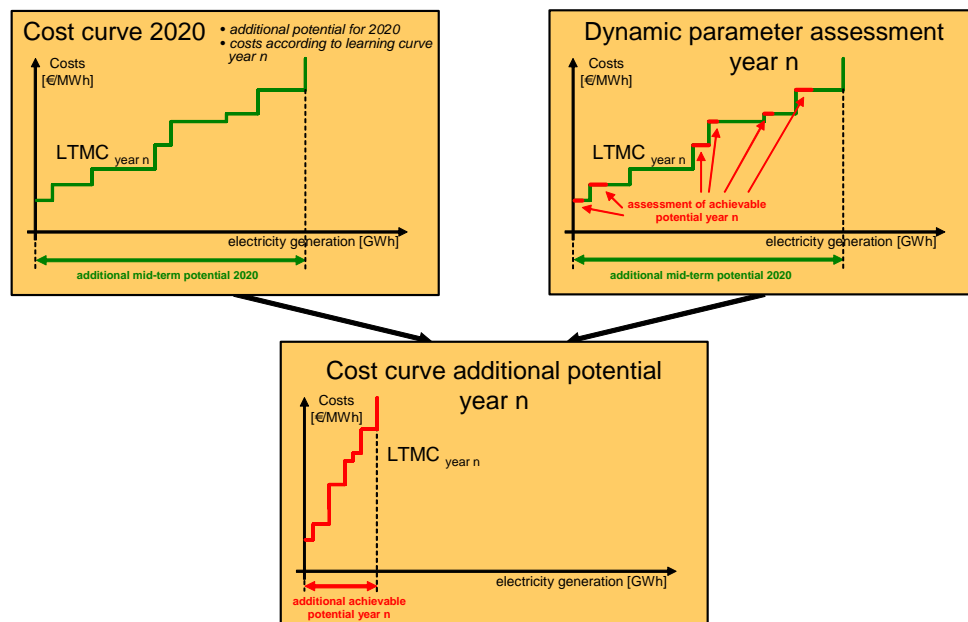 Cost curve 2020
• additional potential for 2020
• costs according to learning curve
year n
Costs
[€/MWh]
LTMC year n
electricity generation [GWh]
additional mid-term potential 2020
Dynamic parameter assessment
year n
Costs
[€/MWh]
LTMC year n
assessment of achievable
potential year n
electricity generation [GWh]
additional mid-term potential 2020
Cost curve additional potential
year n
Costs
[€/MWh]
LTMC year n
electricity generation [GWh]
additional achievable
potential year n